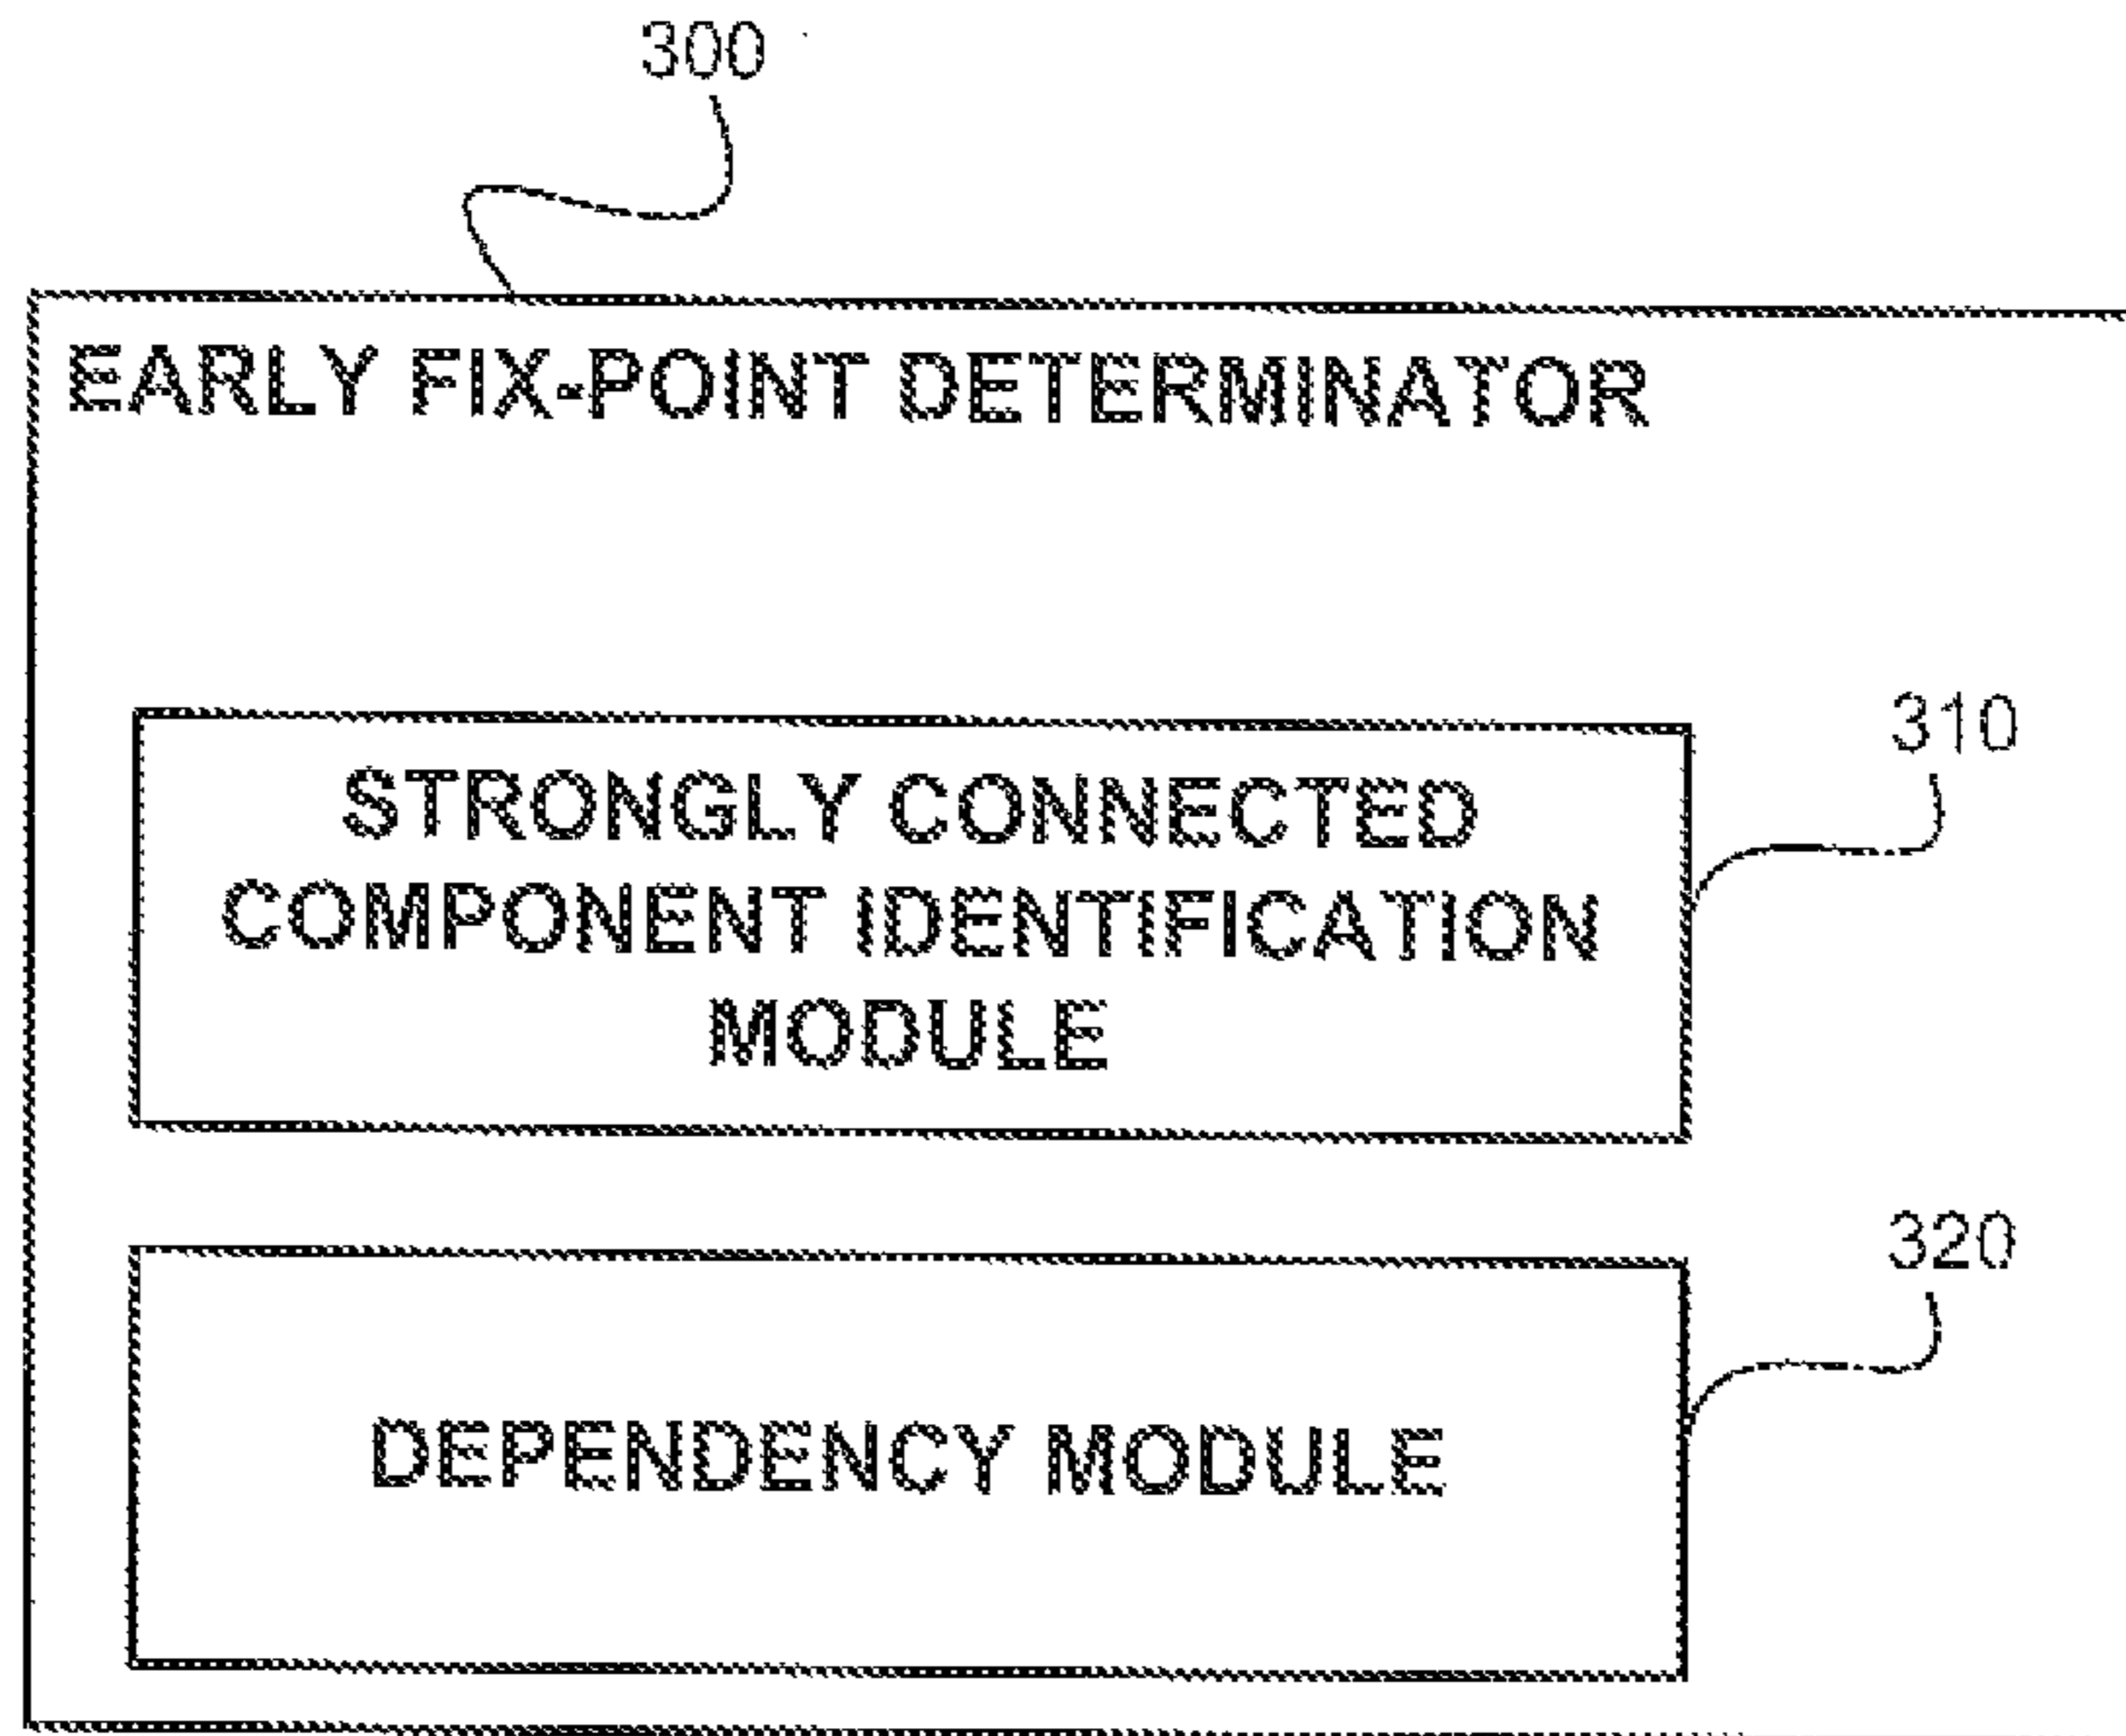 300
EARLY FIX-POINT DETERMINATOR
310
STRONGLY CONNECTED
COMPONENT IDENTIFICATION
MODULE
320
DEPENDENCY MODULE